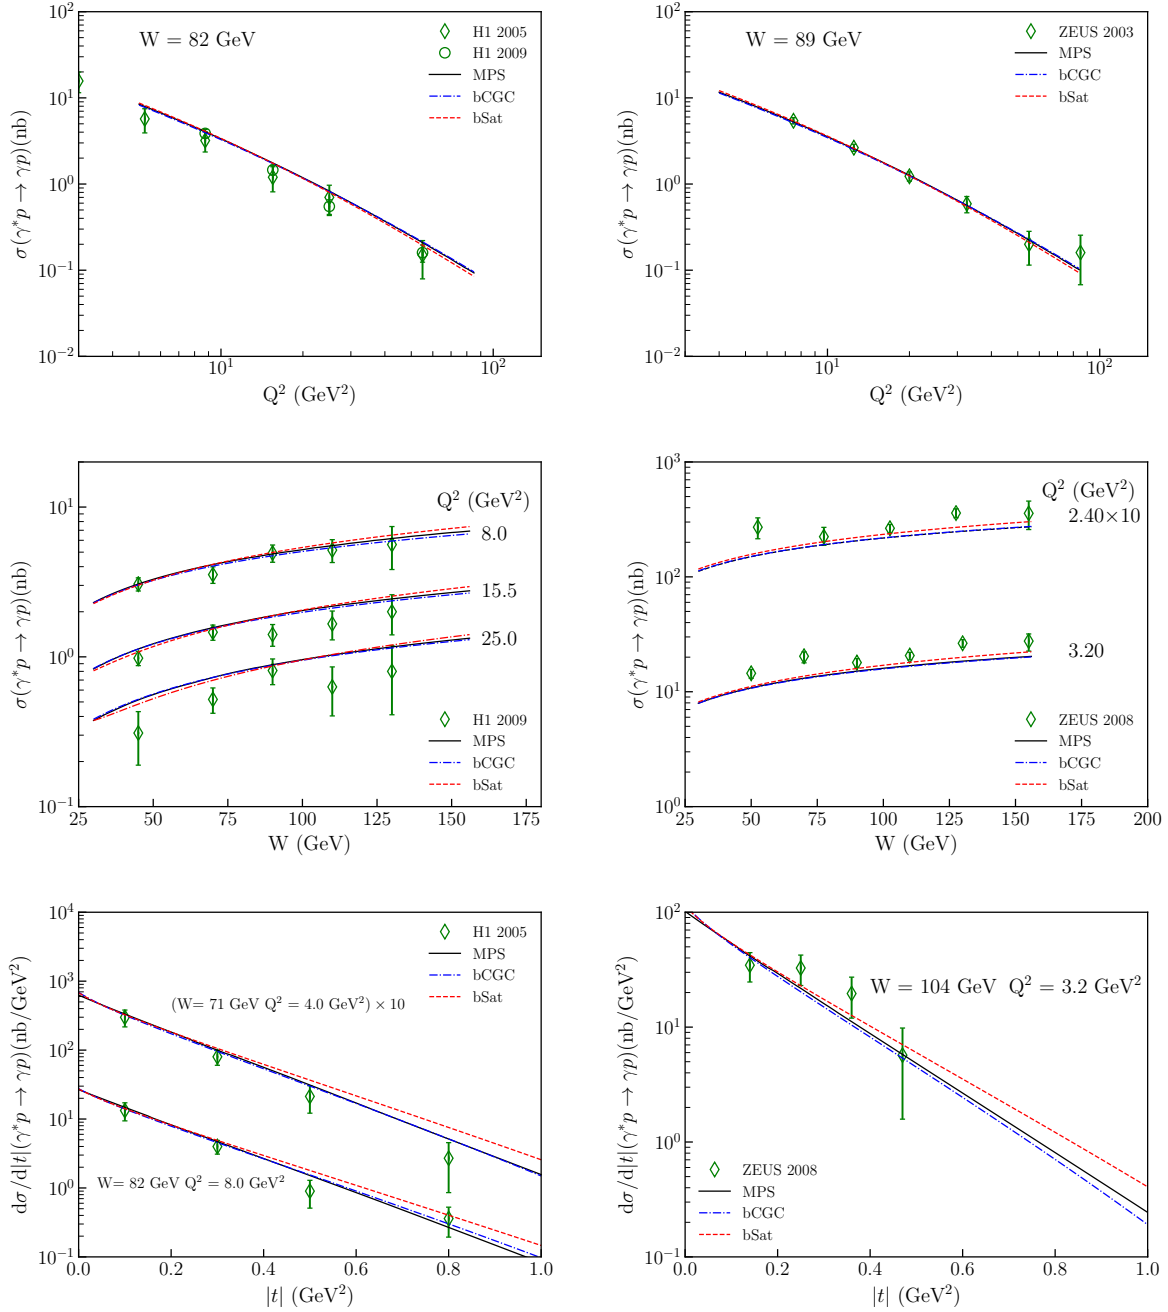 W = 82 GeV
H1 2005
H1 2009
MPS
bCGC
bSat
10²
10¹
10⁰
10⁻¹
10⁻²
σ(γ*p → γp)(nb)
10¹
10²
Q² (GeV²)
W = 89 GeV
ZEUS 2003
MPS
bCGC
bSat
10²
10¹
10⁰
10⁻¹
10⁻²
σ(γ*p → γp)(nb)
10¹
10²
Q² (GeV²)
Q² (GeV²)
8.0
15.5
25.0
H1 2009
MPS
bCGC
bSat
10¹
10⁰
10⁻¹
σ(γ*p → γp)(nb)
25 50 75 100 125 150 175
W (GeV)
Q² (GeV²)
2.40×10
3.20
ZEUS 2008
MPS
bCGC
bSat
10³
10²
10¹
10⁰
σ(γ*p → γp)(nb)
25 50 75 100 125 150 175 200
W (GeV)
H1 2005
MPS
bCGC
bSat
(W= 71 GeV Q² = 4.0 GeV²) × 10
W= 82 GeV Q² = 8.0 GeV²
10⁴
10³
10²
10¹
10⁰
10⁻¹
dσ/d|t|(γ*p → γp)(nb/GeV²)
0.0 0.2 0.4 0.6 0.8 1.0
|t| (GeV²)
W = 104 GeV Q² = 3.2 GeV²
ZEUS 2008
MPS
bCGC
bSat
10²
10¹
10⁰
10⁻¹
dσ/d|t|(γ*p → γp)(nb/GeV²)
0.0 0.2 0.4 0.6 0.8 1.0
|t| (GeV²)